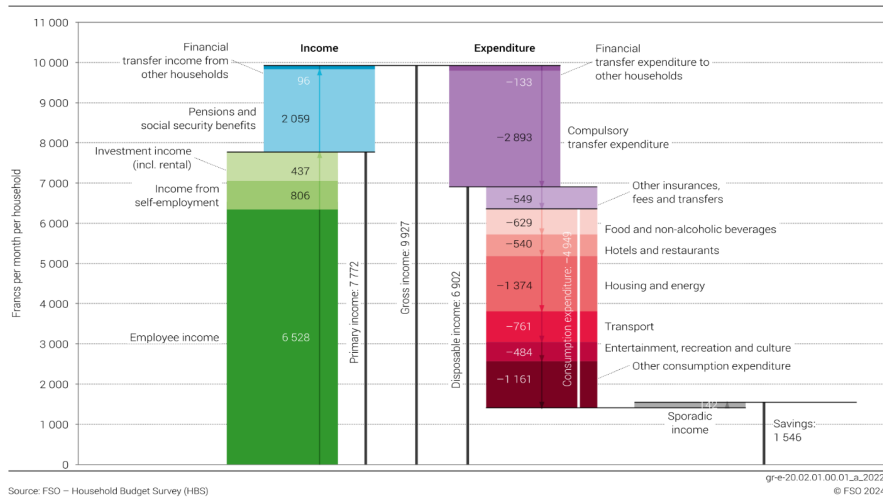 Francs per month per household
11 000
10 000
9 000
8 000
7 000
6 000
5 000
4 000
3 000
2 000
1 000
0
Income
Financial
transfer income from
other households
96
Pensions and
social security benefits
2 059
Investment income
(incl. rental)
437
Income from
self-employment
806
Employee income
6 528
Primary income: 7 772
Gross income: 9 927
Expenditure
Financial
transfer expenditure to
other households
−133
Compulsory
transfer expenditure
−2 893
Disposable income: 6 902
Other insurances,
fees and transfers
−549
Food and non-alcoholic beverages
−629
Hotels and restaurants
−540
Housing and energy
−1 374
Transport
−761
Entertainment, recreation and culture
−484
Other consumption expenditure
−1 161
Consumption expenditure: −4 949
142
Sporadic
income
Savings:
1 546
gr-e-20.02.01.00.01_a_2022
Source: FSO – Household Budget Survey (HBS)
© FSO 2024